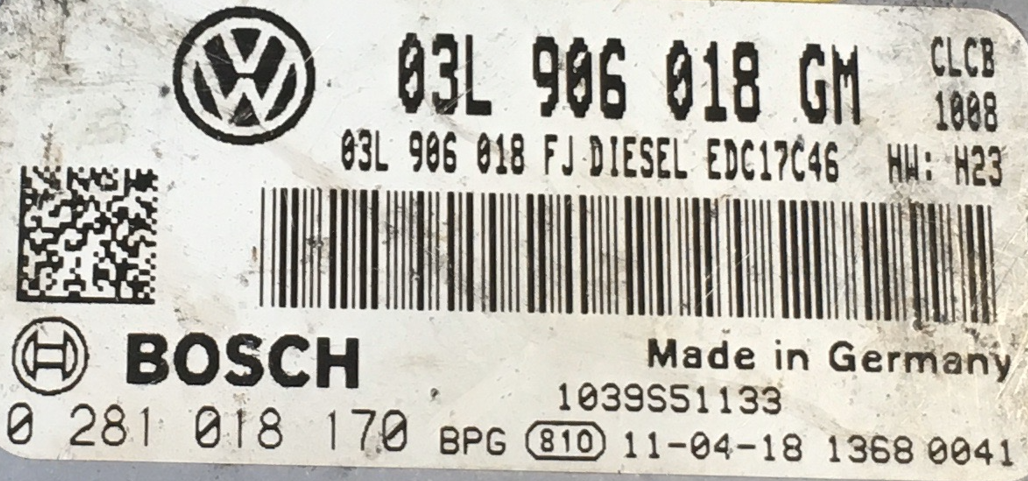 03L 906 018 GM CLCB
1008
03L 906 018 FJ DIESEL EDC17C46 HW: H23
BOSCH Made in Germany
1039S51133
0 281 018 170 BPG 810 11-04-18 1368 0041